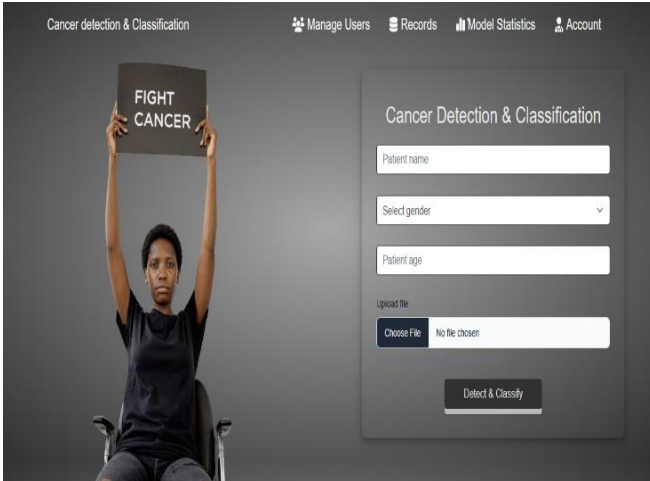 Cancer detection & Classification
Manage Users
Records
Model Statistics
Account
FIGHT
CANCER
Cancer Detection & Classification
Patient name
Select gender
Patient age
Upload file
Choose File No file chosen
Detect & Classify